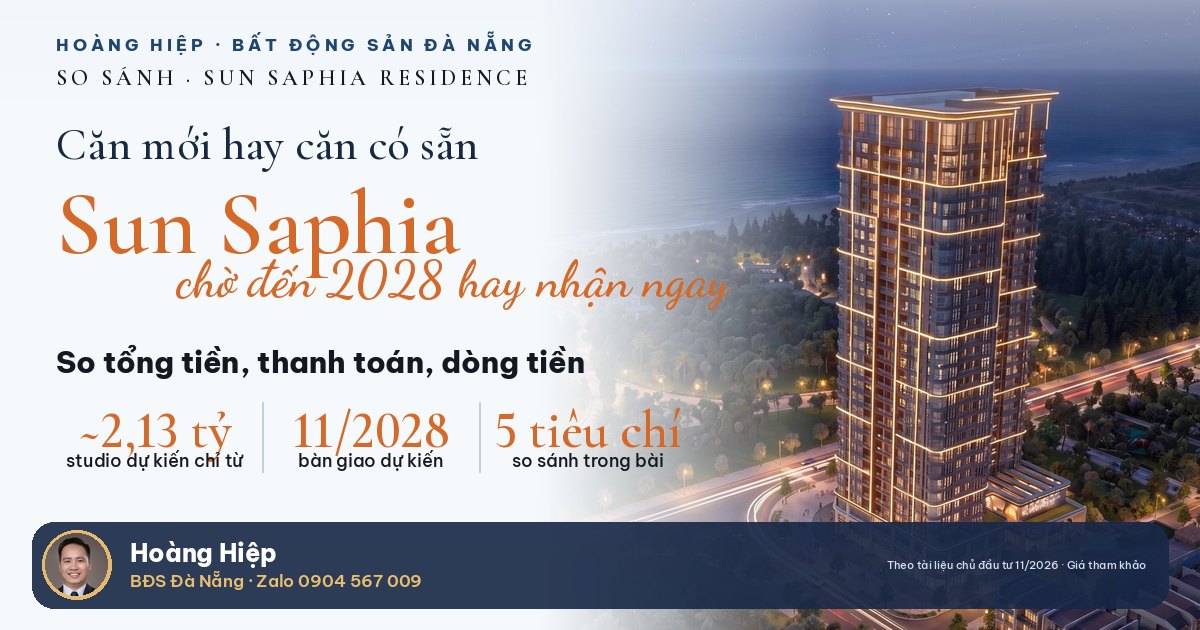 HOÀNG HIỆP · BẤT ĐỘNG SẢN ĐÀ NẴNG
SO SÁNH · SUN SAPHIA RESIDENCE
Căn mới hay căn có sẵn
Sun Saphia
chờ đến 2028 hay nhận ngay
So tổng tiền, thanh toán, dòng tiền
~2,13 tỷ
studio dự kiến chỉ từ
11/2028
bàn giao dự kiến
5 tiêu chí
so sánh trong bài
Hoàng Hiệp
BĐS Đà Nẵng · Zalo 0904 567 009
Theo tài liệu chủ đầu tư 11/2026 · Giá tham khảo